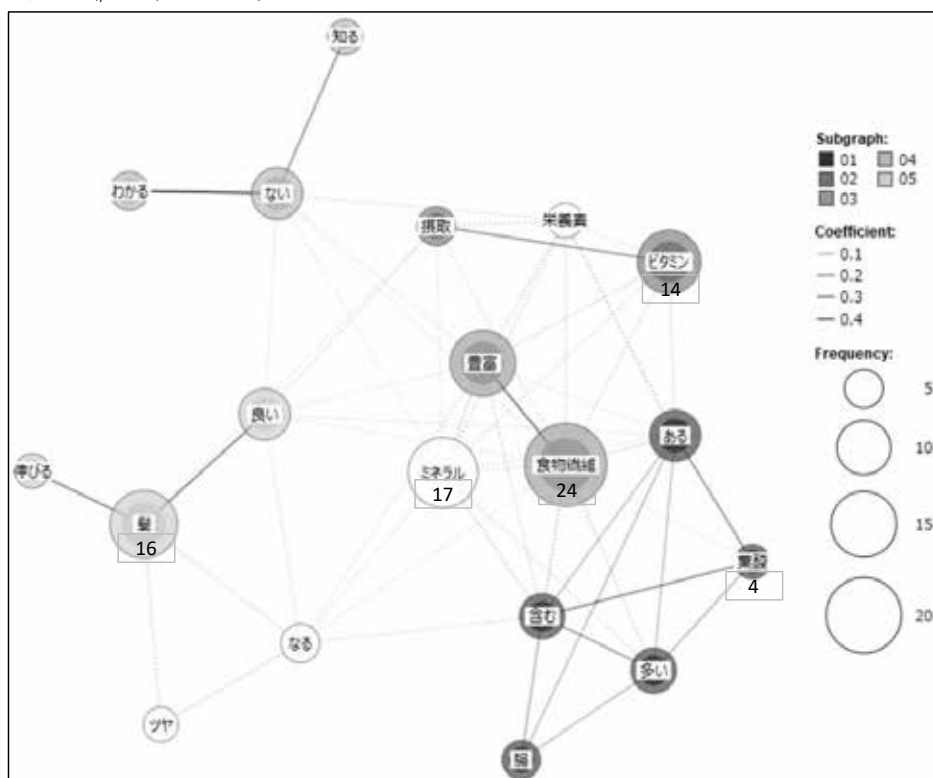 知る
わかる
ない
摂取
栄養素
ビタミン
14
豊富
良い
ある
ミネラル
17
食物繊維
24
伸びる
髪
16
葉酸
4
含む
なる
多い
ツヤ
腸
Subgraph:
01 04
02 05
03
Coefficient:
0.1
0.2
0.3
0.4
Frequency:
5
10
15
20